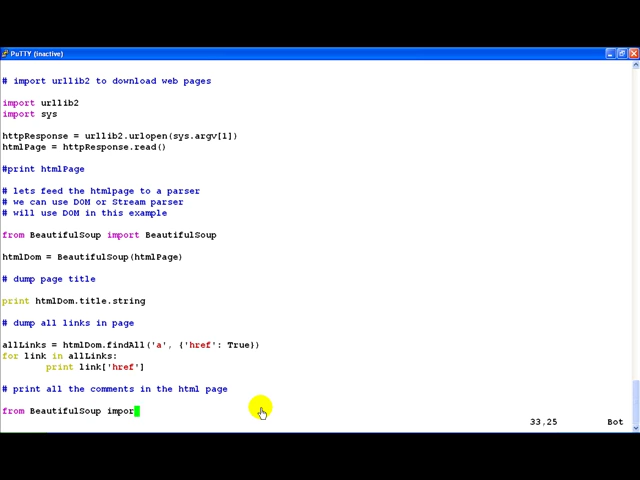 PuTTY (inactive)
# import urllib2 to download web pages
import urllib2
import sys
httpResponse = urllib2.urlopen(sys.argv[1])
htmlPage = httpResponse.read()
#print htmlPage
# lets feed the htmlpage to a parser
# we can use DOM or Stream parser
# will use DOM in this example
from BeautifulSoup import BeautifulSoup
htmlDom = BeautifulSoup(htmlPage)
# dump page title
print htmlDom.title.string
# dump all links in page
allLinks = htmlDom.findAll('a', {'href': True})
for link in allLinks:
        print link['href']
# print all the comments in the html page
from BeautifulSoup impor
33,25 Bot